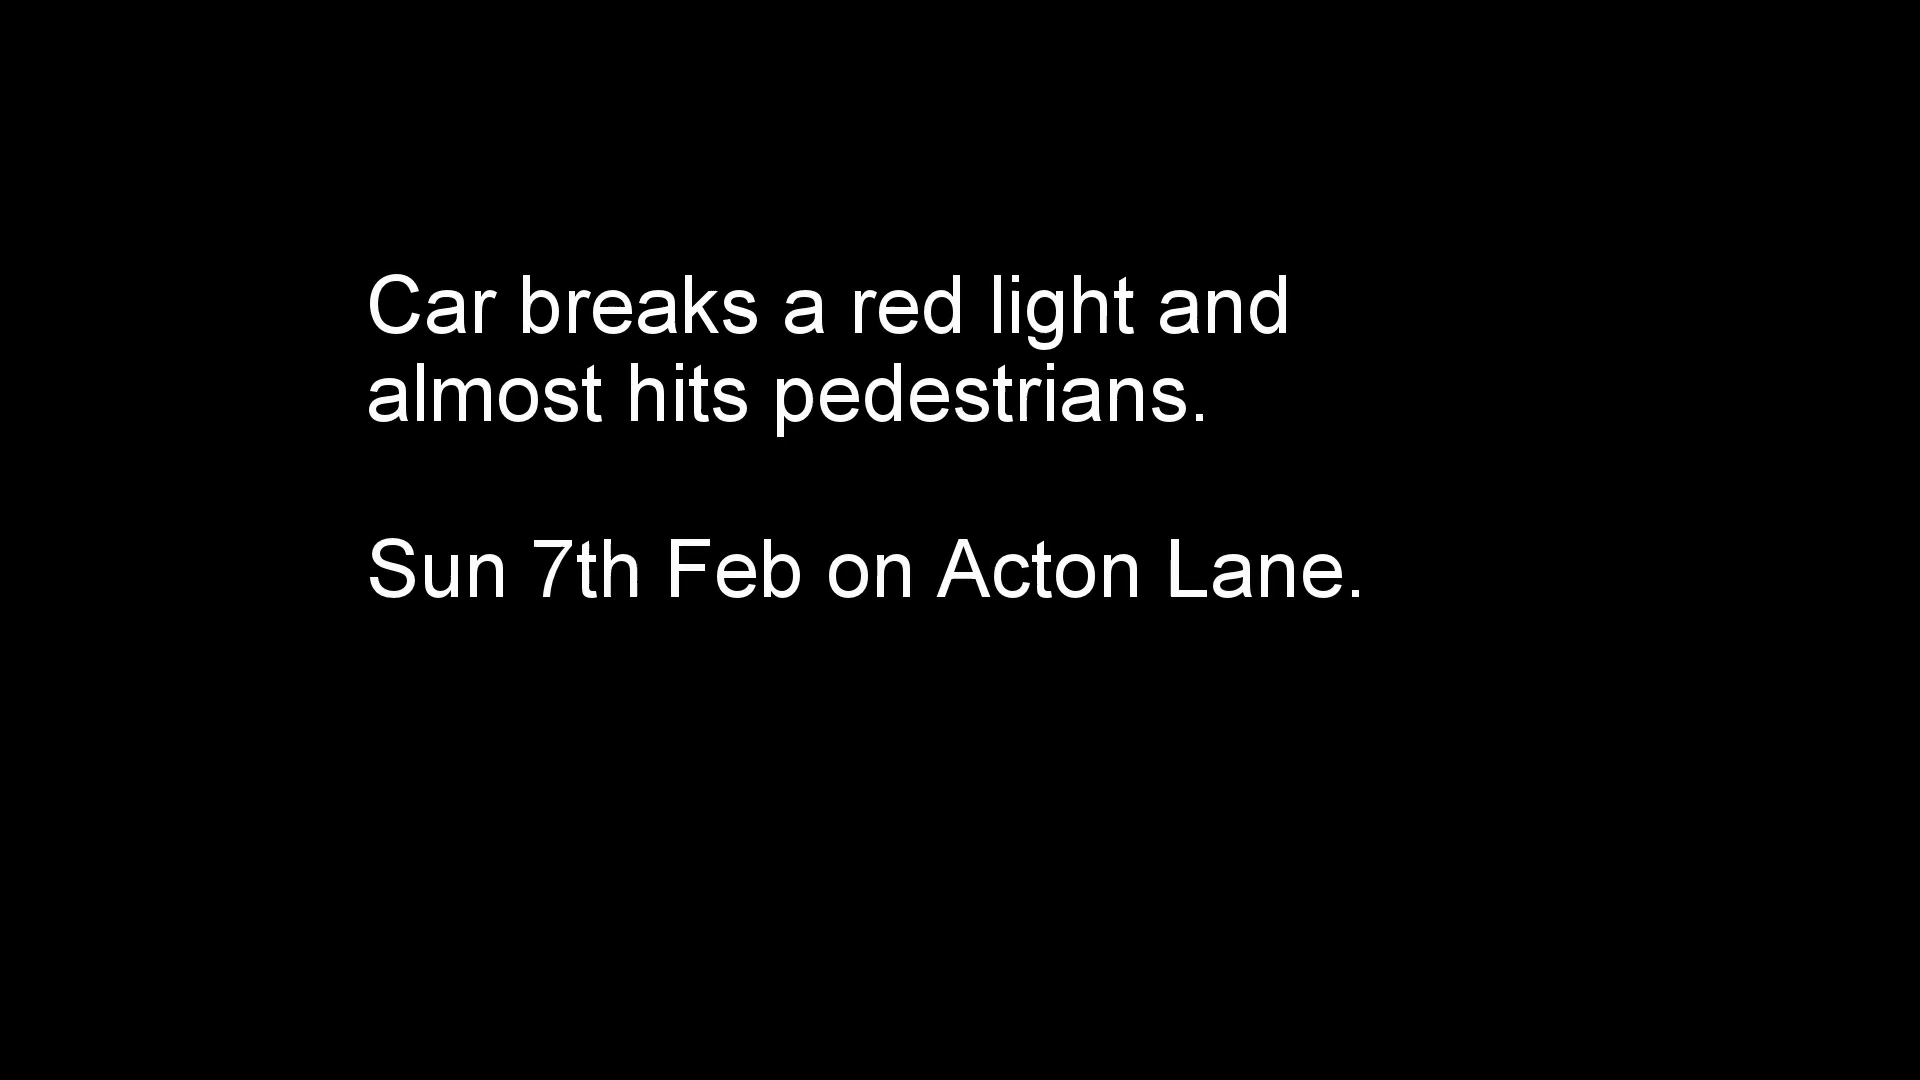 Car breaks a red light and
almost hits pedestrians.
Sun 7th Feb on Acton Lane.